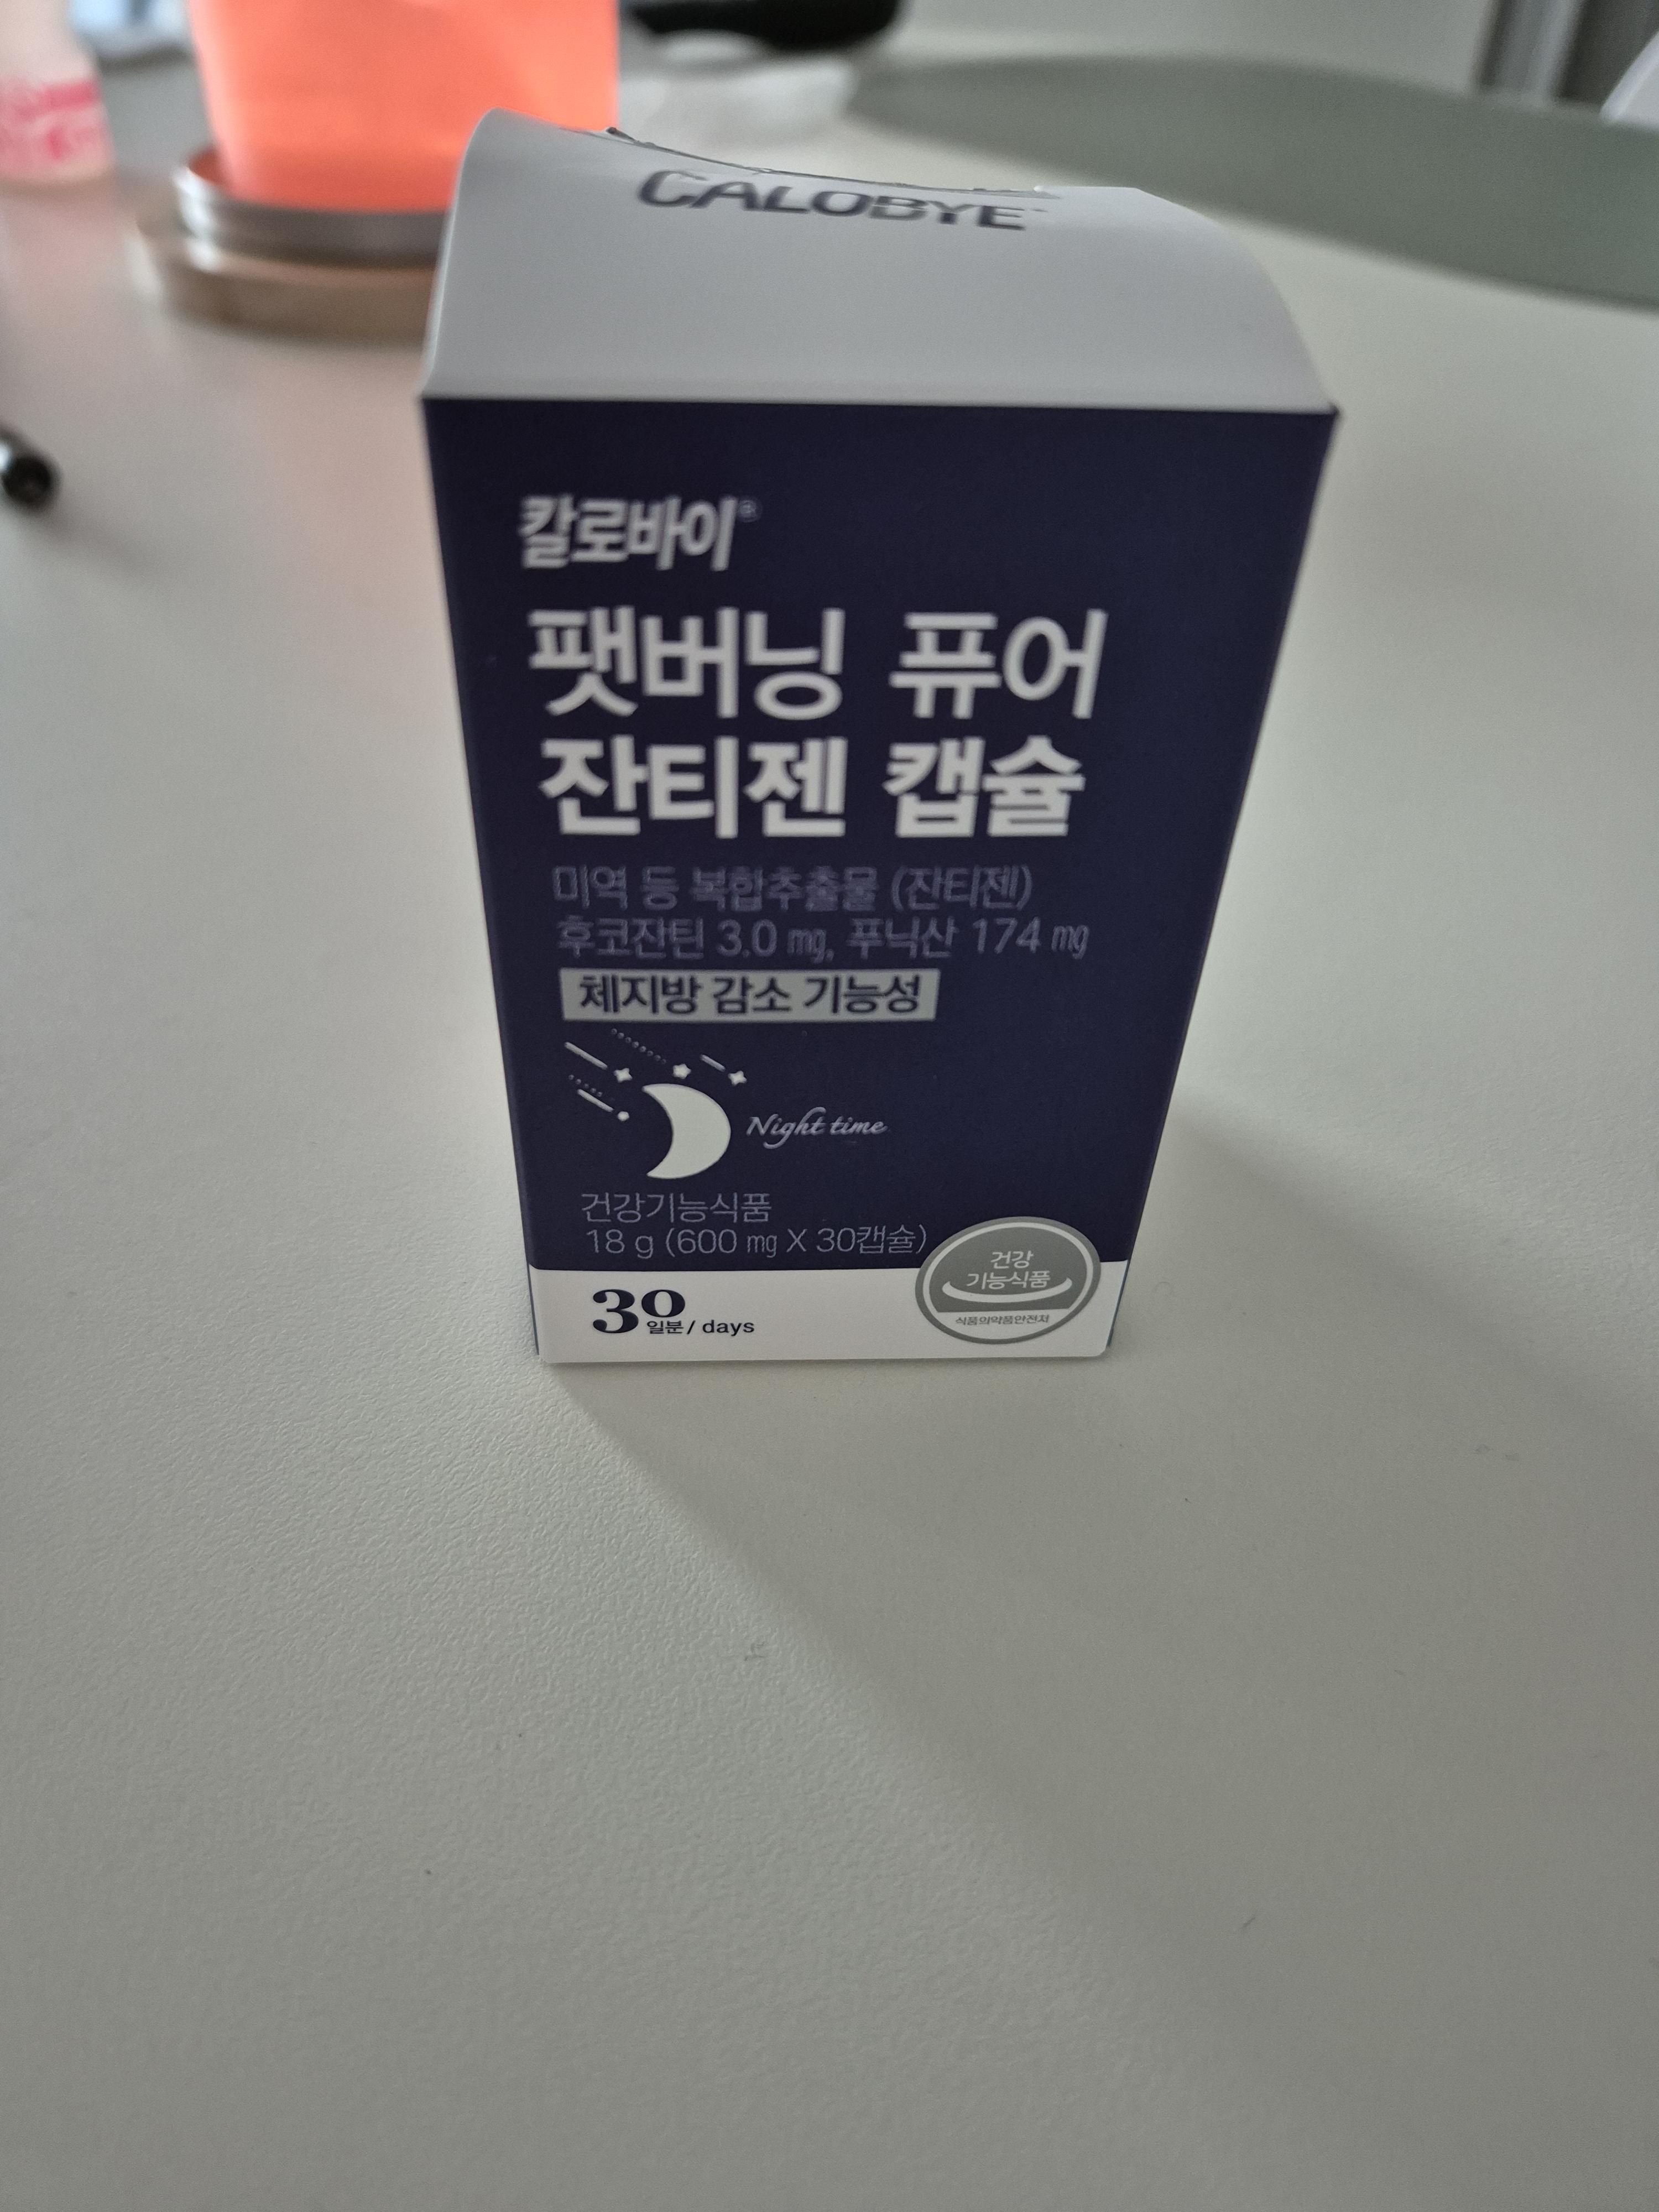 CALOBYE
칼로바이®
팻버닝 퓨어
잔티젠 캡슐
미역 등 복합추출물 (잔티젠)
후코잔틴 3.0 ㎎, 푸닉산 174 ㎎
체지방 감소 기능성
Night time
건강기능식품
18 g (600 ㎎ X 30캡슐)
30일분 / days
건강
기능식품
식품의약품안전처